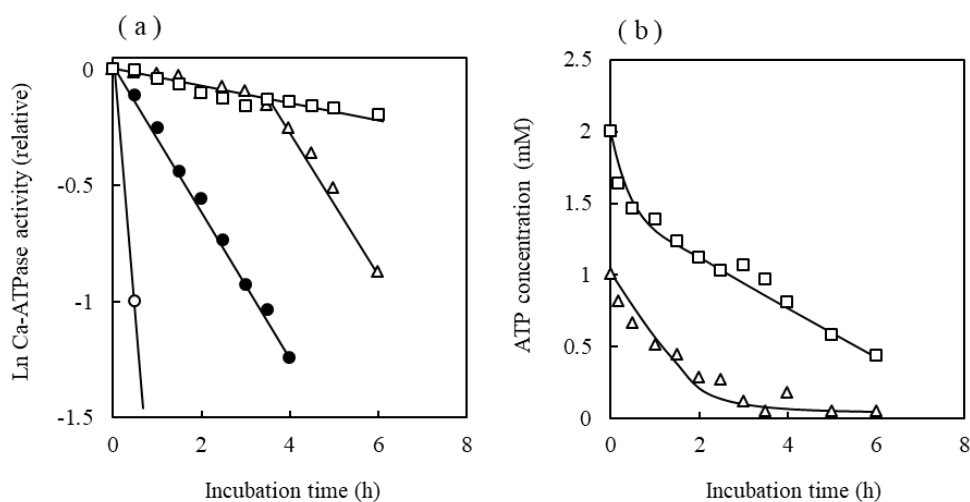 ( a )
0
-0.5
-1
-1.5
0 2 4 6 8
Ln Ca-ATPase activity (relative)
Incubation time (h)
( b )
2.5
2
1.5
1
0.5
0
0 2 4 6 8
ATP concentration (mM)
Incubation time (h)